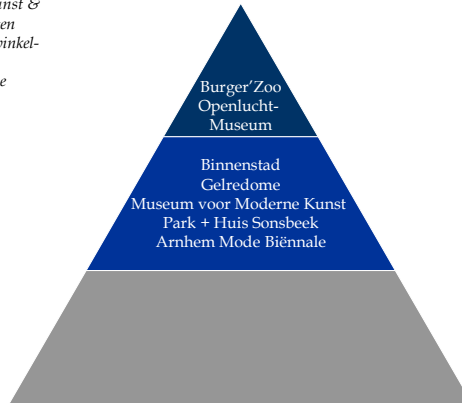 &
Burger'Zoo
Openlucht-
Museum
Binnenstad
Gelredome
Museum voor Moderne Kunst
Park + Huis Sonsbeek
Arnhem Mode Biënnale